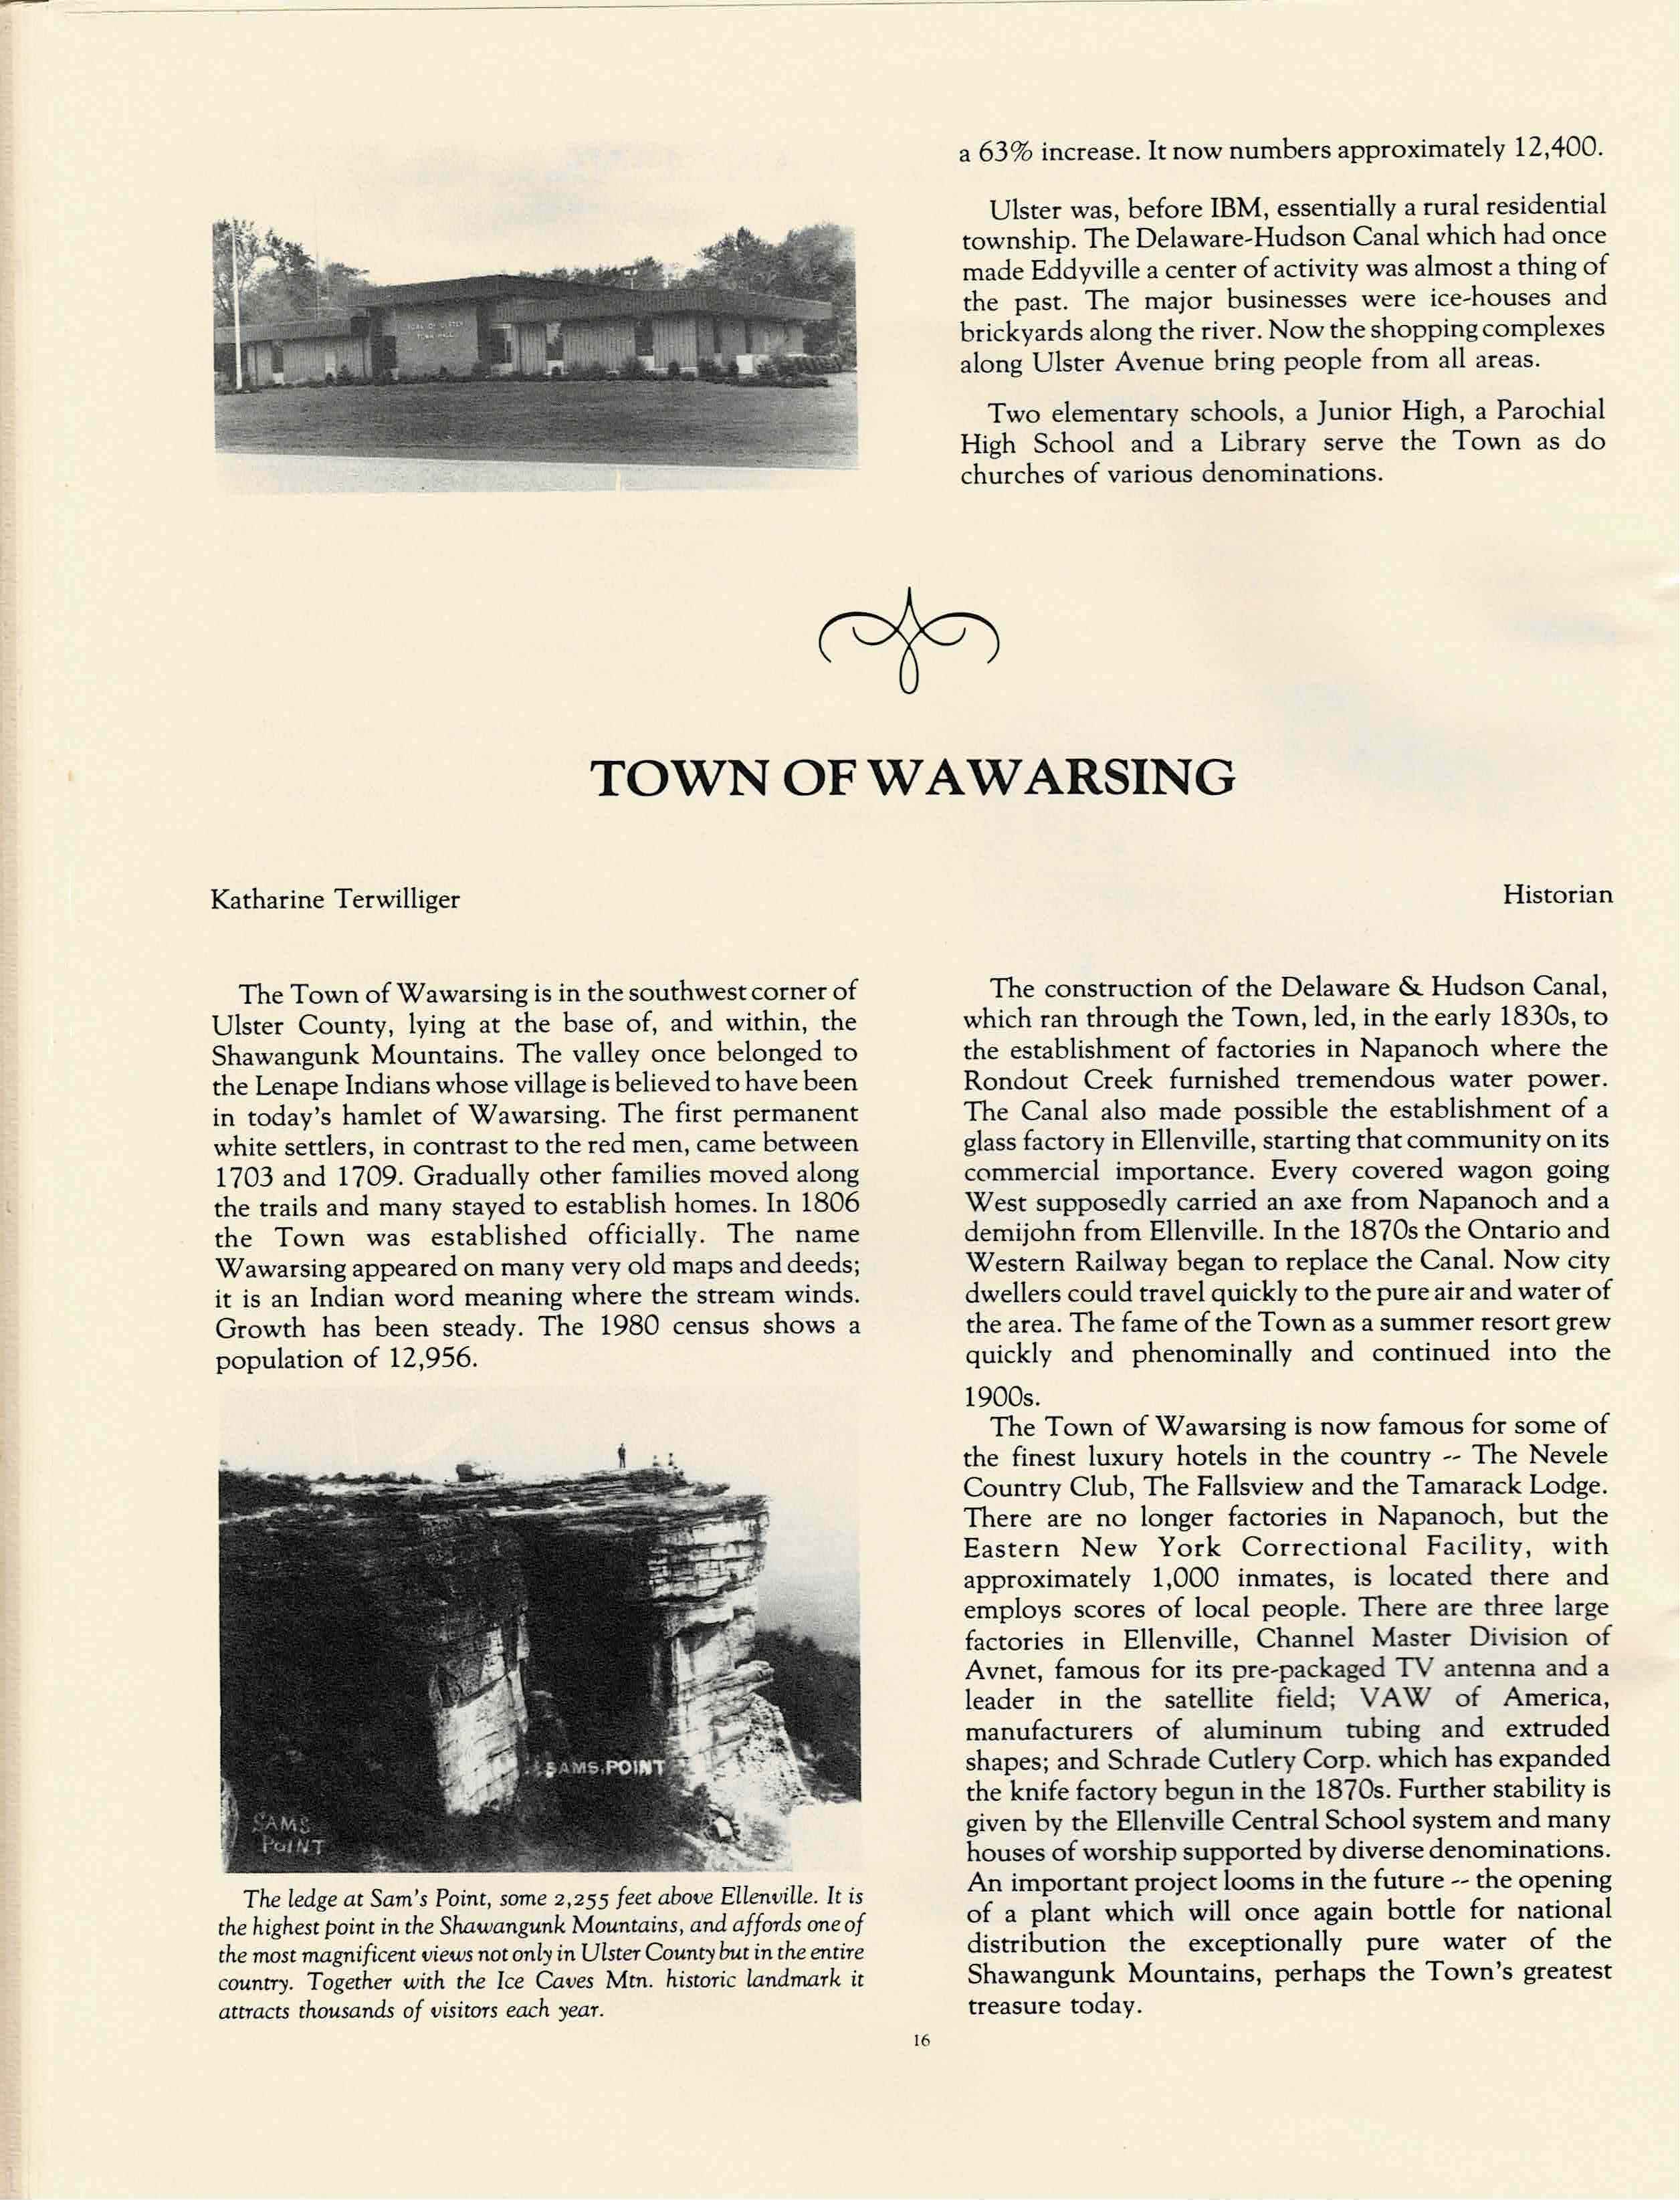 TOWN OF ULSTER
TOWN HALL
a 63% increase. It now numbers approximately 12,400.
Ulster was, before IBM, essentially a rural residential
township. The Delaware-Hudson Canal which had once
made Eddyville a center of activity was almost a thing of
the past. The major businesses were ice-houses and
brickyards along the river. Now the shopping complexes
along Ulster Avenue bring people from all areas.
Two elementary schools, a Junior High, a Parochial
High School and a Library serve the Town as do
churches of various denominations.
TOWN OF WAWARSING
Katharine Terwilliger
Historian
The Town of Wawarsing is in the southwest corner of
Ulster County, lying at the base of, and within, the
Shawangunk Mountains. The valley once belonged to
the Lenape Indians whose village is believed to have been
in today's hamlet of Wawarsing. The first permanent
white settlers, in contrast to the red men, came between
1703 and 1709. Gradually other families moved along
the trails and many stayed to establish homes. In 1806
the Town was established officially. The name
Wawarsing appeared on many very old maps and deeds;
it is an Indian word meaning where the stream winds.
Growth has been steady. The 1980 census shows a
population of 12,956.
SAMS POINT
SAMS
POINT
The ledge at Sam's Point, some 2,255 feet above Ellenville. It is
the highest point in the Shawangunk Mountains, and affords one of
the most magnificent views not only in Ulster County but in the entire
country. Together with the Ice Caves Mtn. historic landmark it
attracts thousands of visitors each year.
The construction of the Delaware & Hudson Canal,
which ran through the Town, led, in the early 1830s, to
the establishment of factories in Napanoch where the
Rondout Creek furnished tremendous water power.
The Canal also made possible the establishment of a
glass factory in Ellenville, starting that community on its
commercial importance. Every covered wagon going
West supposedly carried an axe from Napanoch and a
demijohn from Ellenville. In the 1870s the Ontario and
Western Railway began to replace the Canal. Now city
dwellers could travel quickly to the pure air and water of
the area. The fame of the Town as a summer resort grew
quickly and phenominally and continued into the
1900s.
The Town of Wawarsing is now famous for some of
the finest luxury hotels in the country -- The Nevele
Country Club, The Fallsview and the Tamarack Lodge.
There are no longer factories in Napanoch, but the
Eastern New York Correctional Facility, with
approximately 1,000 inmates, is located there and
employs scores of local people. There are three large
factories in Ellenville, Channel Master Division of
Avnet, famous for its pre-packaged TV antenna and a
leader in the satellite field; VAW of America,
manufacturers of aluminum tubing and extruded
shapes; and Schrade Cutlery Corp. which has expanded
the knife factory begun in the 1870s. Further stability is
given by the Ellenville Central School system and many
houses of worship supported by diverse denominations.
An important project looms in the future -- the opening
of a plant which will once again bottle for national
distribution the exceptionally pure water of the
Shawangunk Mountains, perhaps the Town's greatest
treasure today.
16